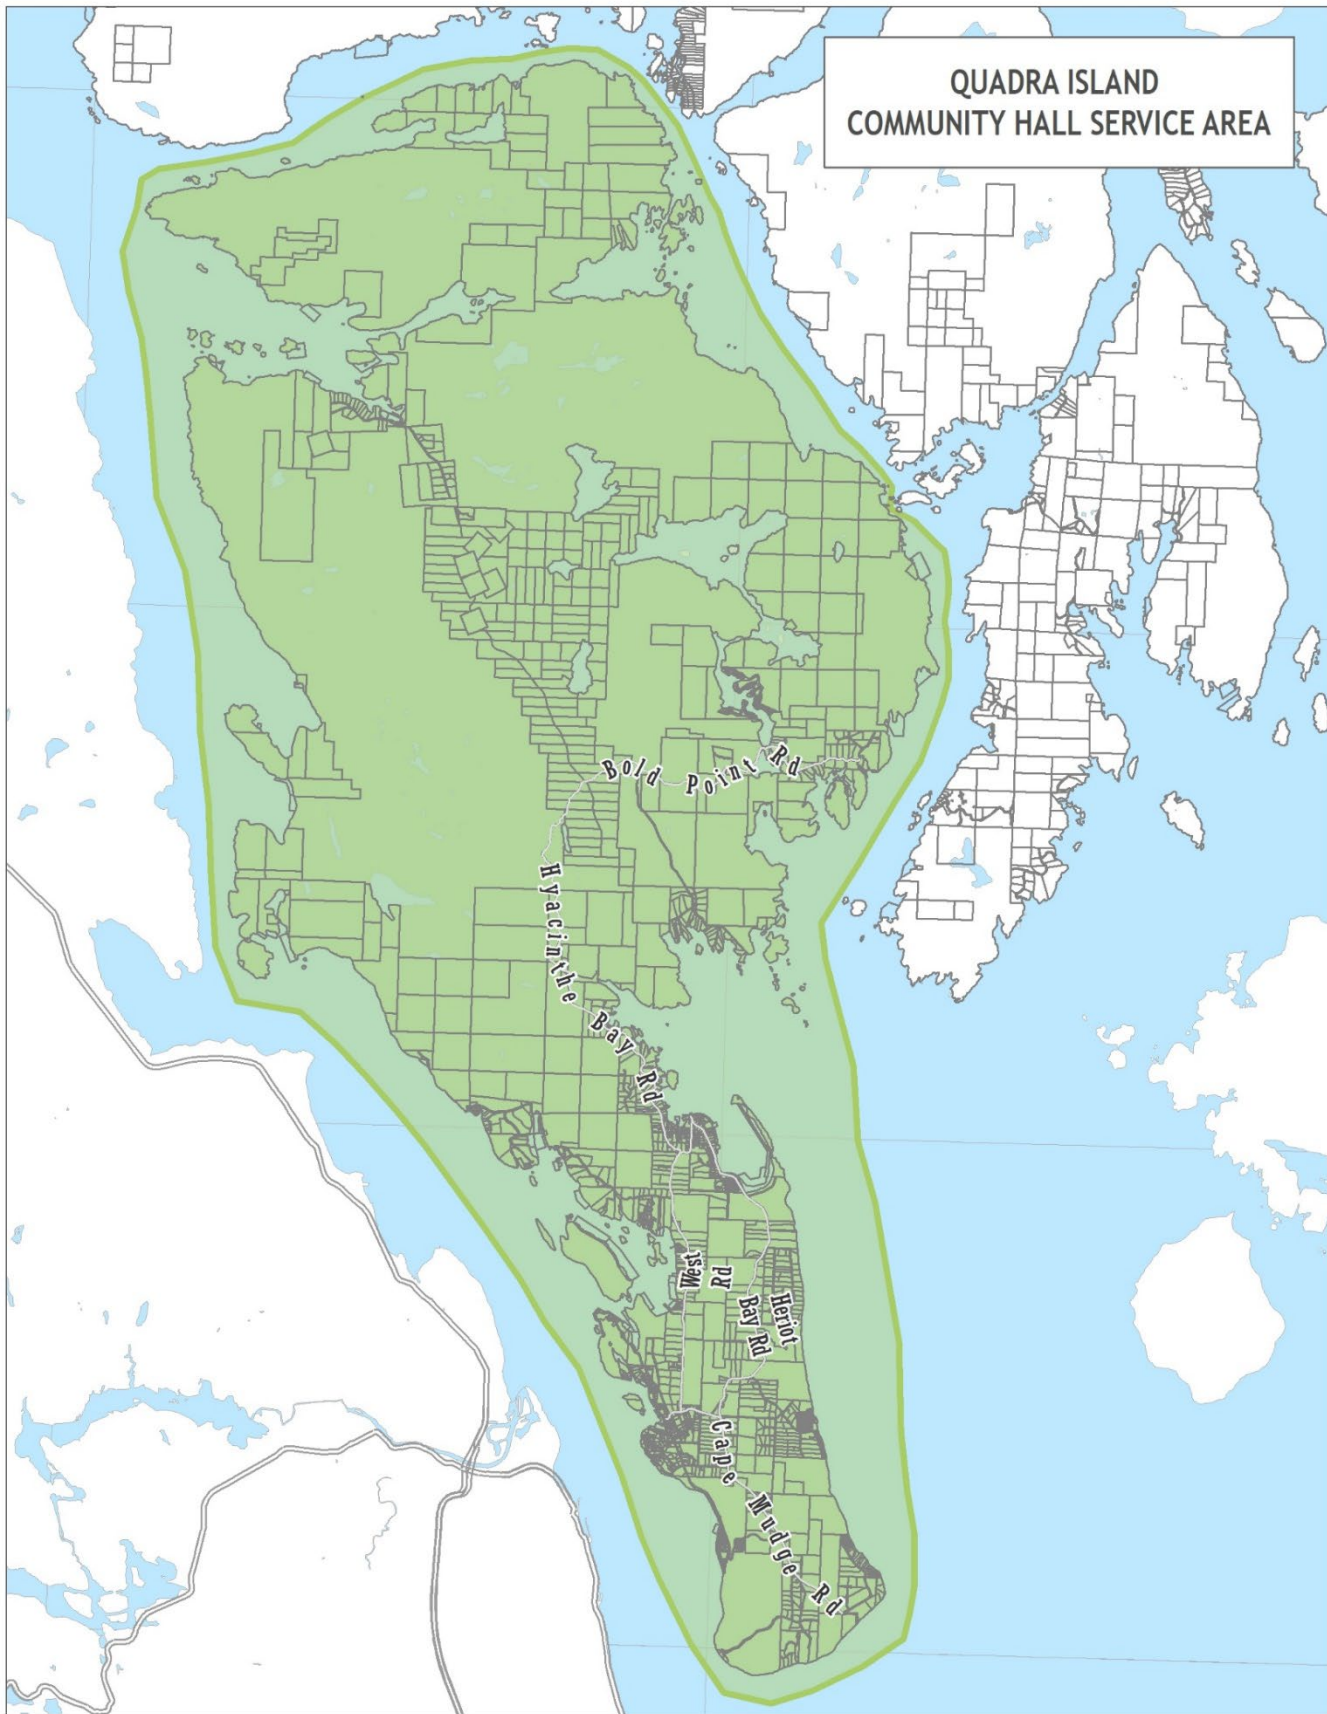 QUADRA ISLAND
COMMUNITY HALL SERVICE AREA
Bold Point Rd
Hyacinthe Bay Rd
West
Rd
Heriot
Bay Rd
Cape Mudge Rd